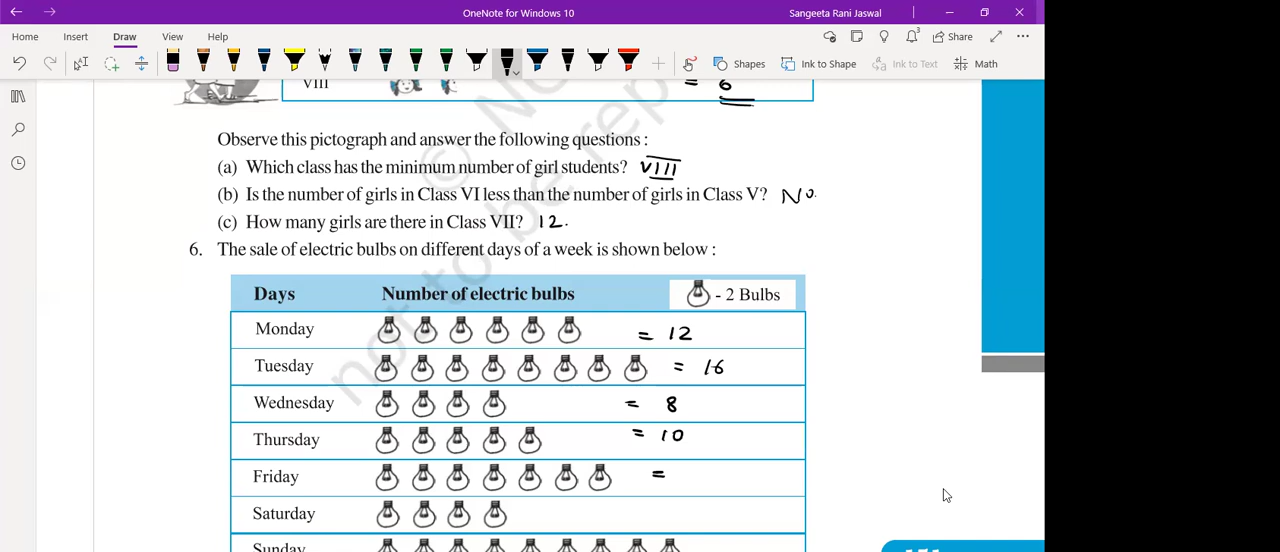 OneNote for Windows 10
Sangeeta Rani Jaswal
Home Insert Draw View Help
Share
Shapes Ink to Shape Ink to Text Math
VIII = 6
Observe this pictograph and answer the following questions :
(a) Which class has the minimum number of girl students? VIII
(b) Is the number of girls in Class VI less than the number of girls in Class V? No.
(c) How many girls are there in Class VII? 12.
6. The sale of electric bulbs on different days of a week is shown below :
Days Number of electric bulbs - 2 Bulbs
Monday = 12
Tuesday = 16
Wednesday = 8
Thursday = 10
Friday =
Saturday
Sunday
not to be rep